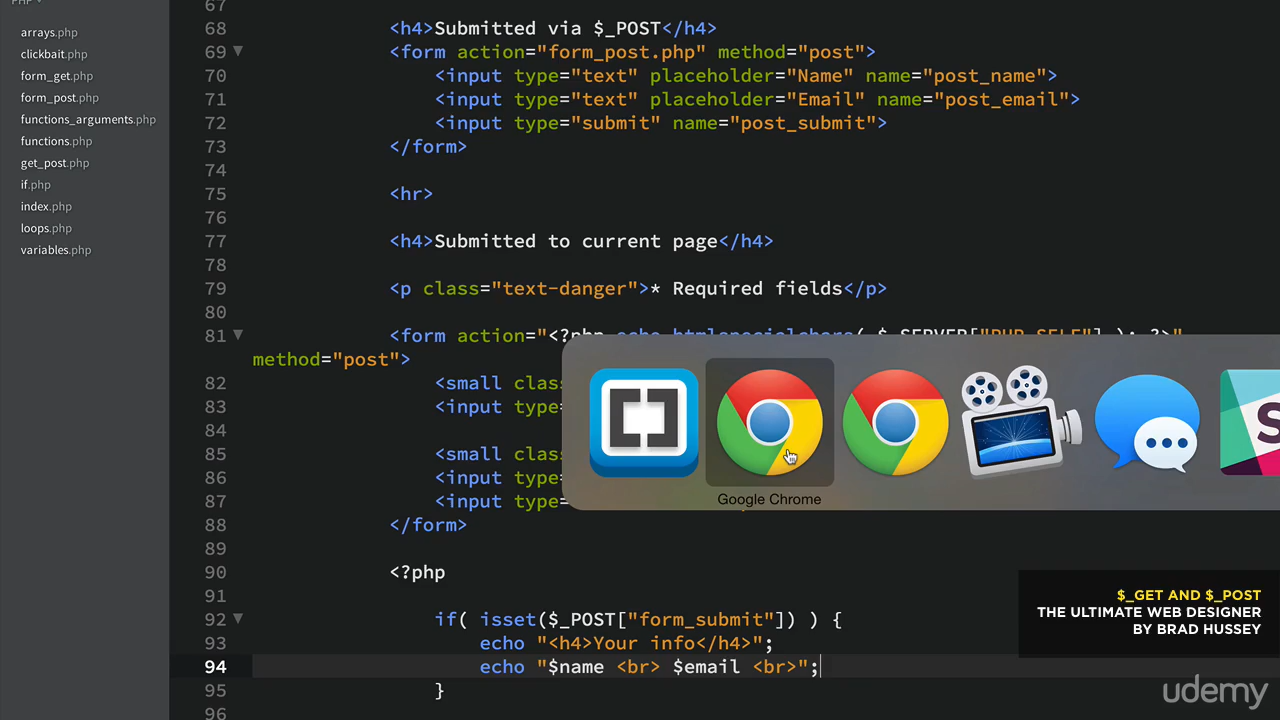 PHP
arrays.php
clickbait.php
form_get.php
form_post.php
functions_arguments.php
functions.php
get_post.php
if.php
index.php
loops.php
variables.php
67
68 <h4>Submitted via $_POST</h4>
69 <form action="form_post.php" method="post">
70 <input type="text" placeholder="Name" name="post_name">
71 <input type="text" placeholder="Email" name="post_email">
72 <input type="submit" name="post_submit">
73 </form>
74
75 <hr>
76
77 <h4>Submitted to current page</h4>
78
79 <p class="text-danger">* Required fields</p>
80
81 <form action="<?php echo htmlspecialchars( $_SERVER["PHP_SELF"] ); ?>"
method="post">
82 <small clas
83 <input type=
84
85 <small clas
86 <input type=
87 <input type=
88 </form>
89
90 <?php
91
92 if( isset($_POST["form_submit"]) ) {
93 echo "<h4>Your info</h4>";
94 echo "$name <br> $email <br>";
95 }
96
Google Chrome
$_GET AND $_POST
THE ULTIMATE WEB DESIGNER
BY BRAD HUSSEY
udemy